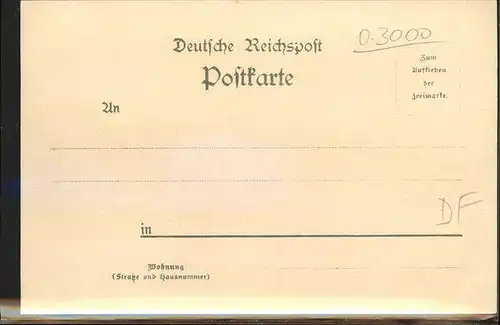 0-3000
Deutsche Reichspost
Postkarte
Zum
Aufkleben
der
Freimarke.
An
DF
in
Wohnung
(Straße und Hausnummer)